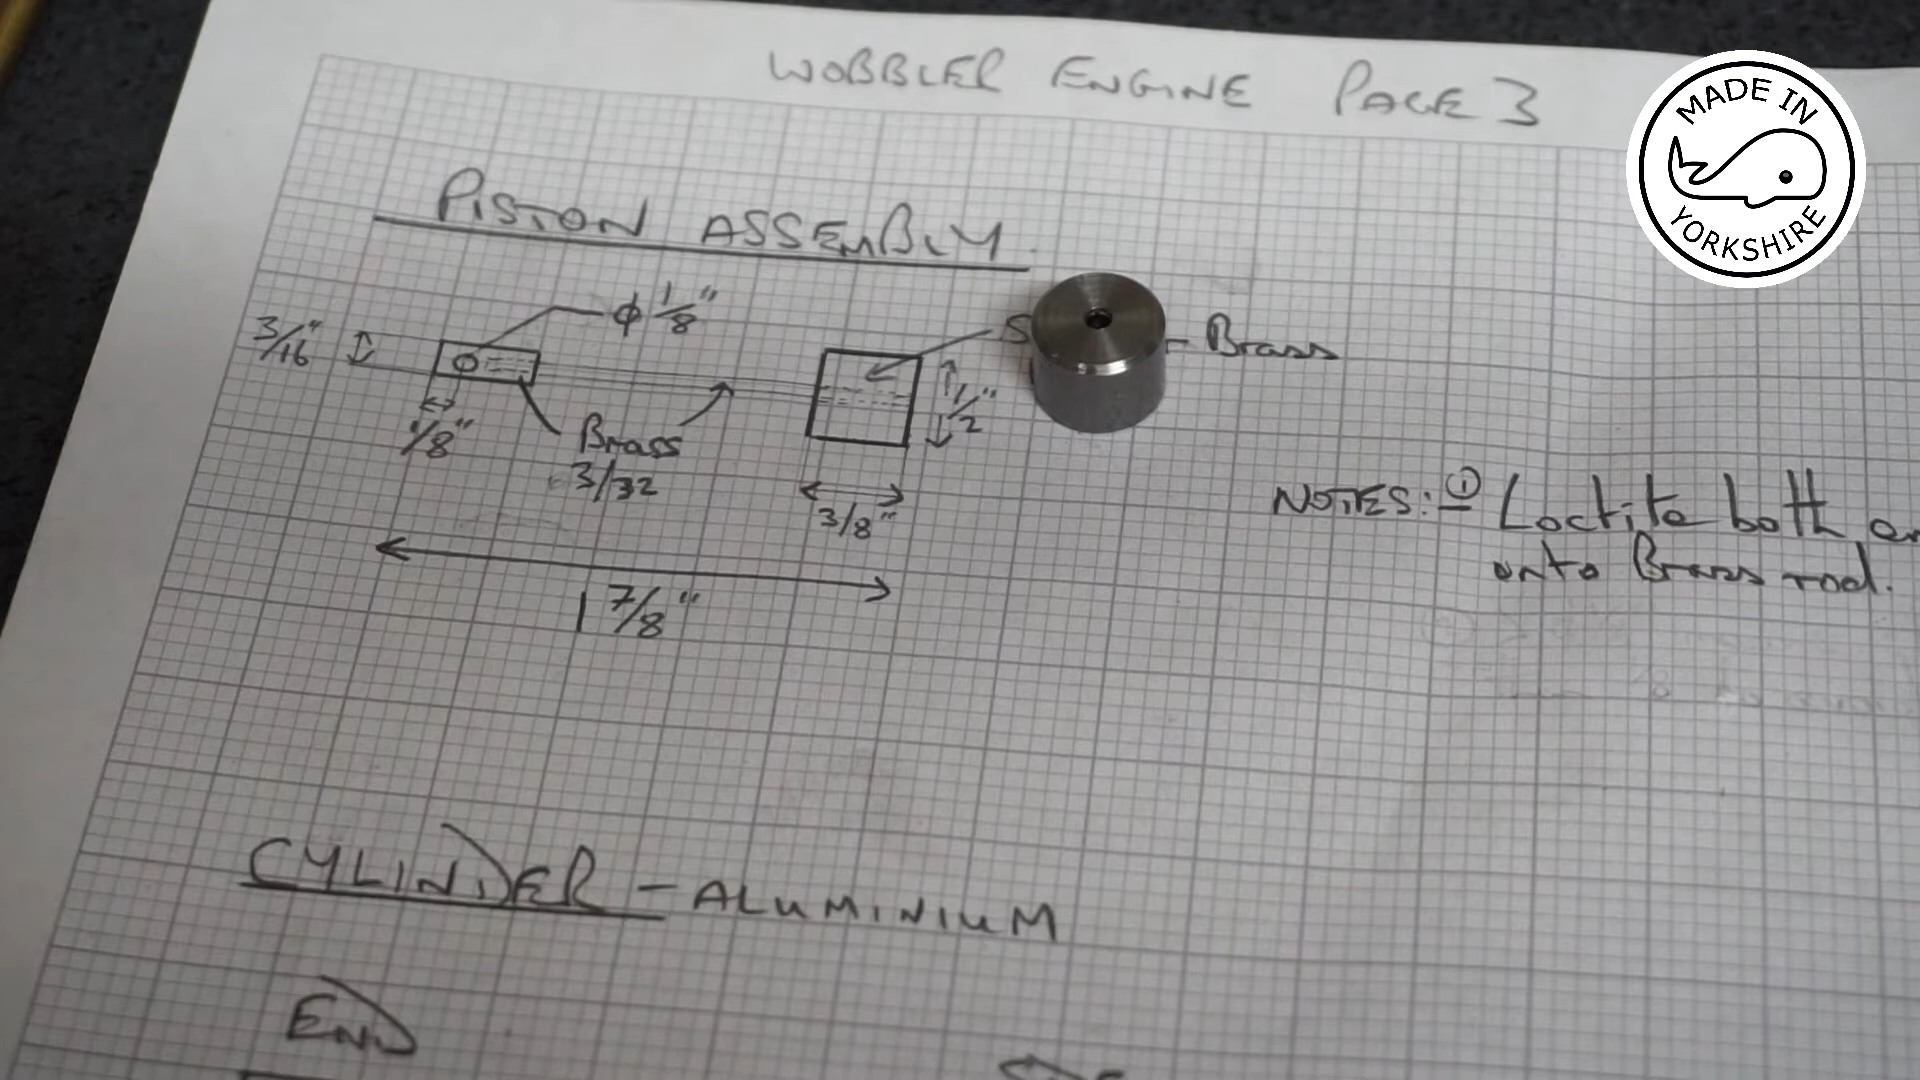 WOBBLER ENGINE PAGE 3
MADE IN
YORKSHIRE
PISTON ASSEMBLY
ϕ 1/8"
3/16"
- Brass
1/2"
1/8"
Brass
3/32
3/8"
NOTES: ① Loctite both
onto Brass rod.
1 7/8"
CYLINDER - ALUMINIUM
END